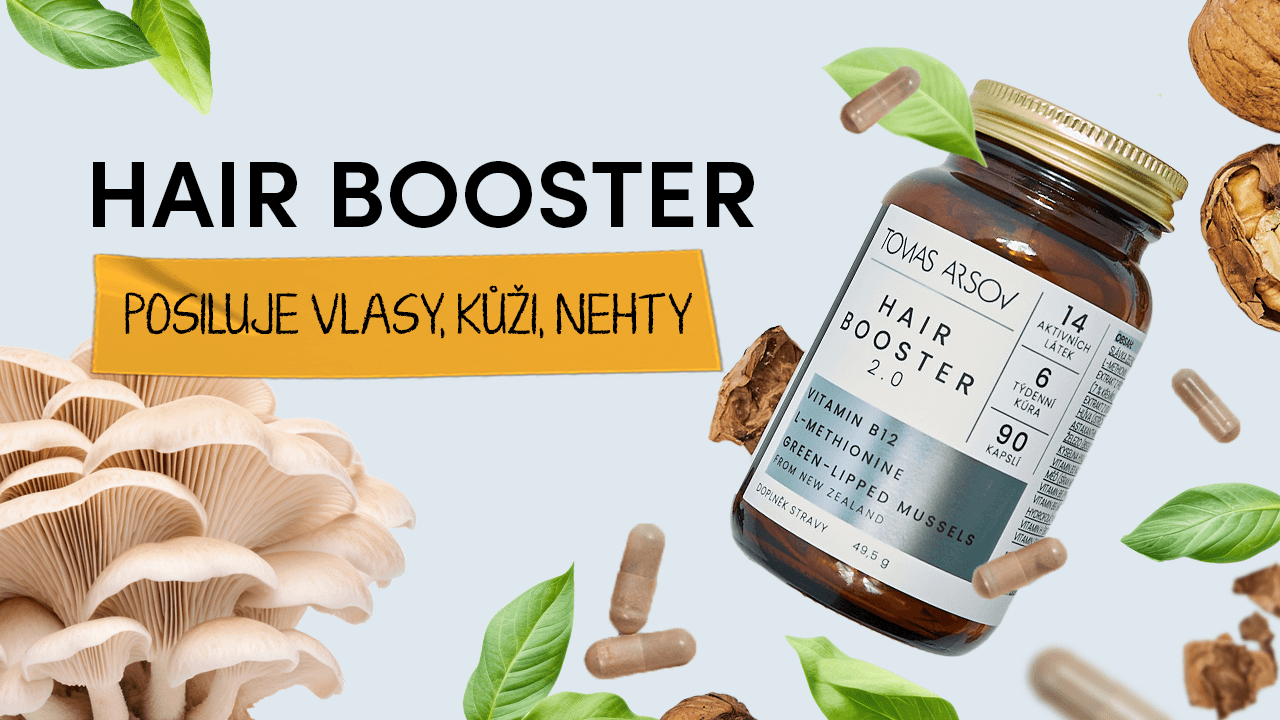 HAIR BOOSTER
POSILUJE VLASY, KŮŽI, NEHTY
TOMAS ARSOV
HAIR
BOOSTER
2.0
VITAMIN B12
L-METHIONINE
GREEN-LIPPED MUSSELS
FROM NEW ZEALAND
DOPLNĚK STRAVY
49,5 g
14
AKTIVNÍCH
LÁTEK
6
TÝDENNÍ
KÚRA
90
KAPSLÍ
OBSAH: